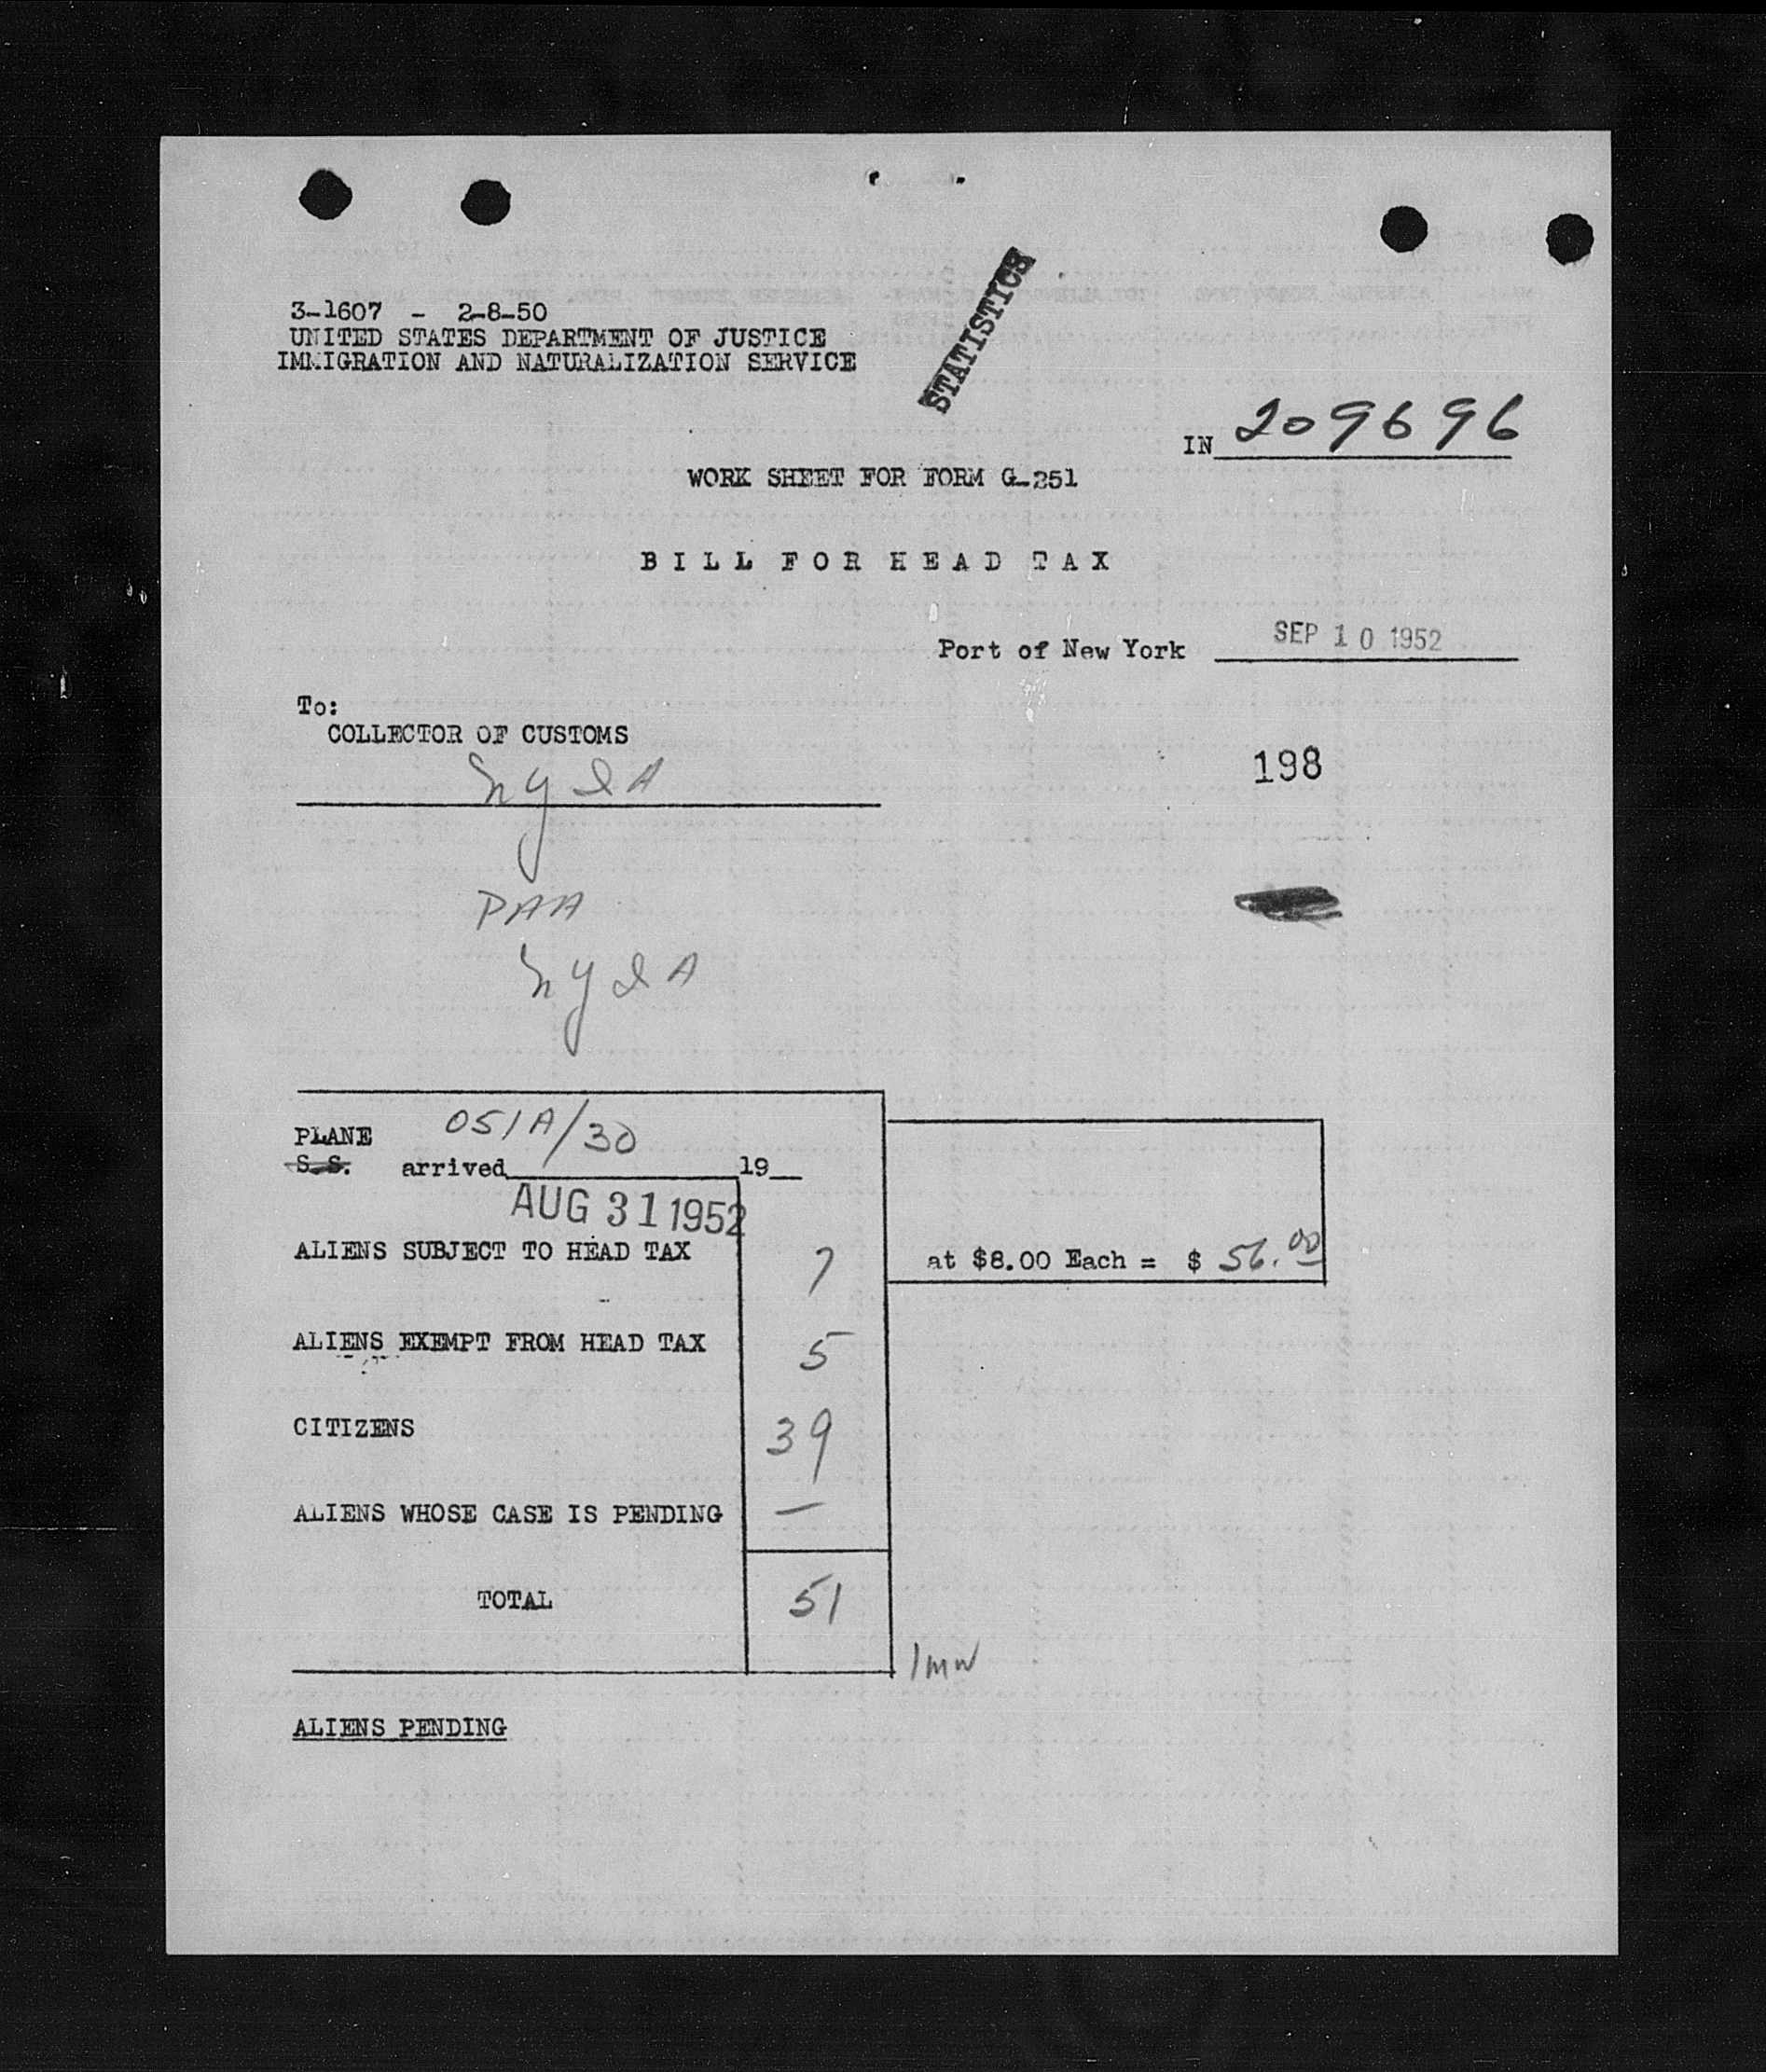 STATISTICS
3-1607 - 2-8-50
UNITED STATES DEPARTMENT OF JUSTICE
IMMIGRATION AND NATURALIZATION SERVICE
IN 209696
WORK SHEET FOR FORM G-251
BILL FOR HEAD TAX
Port of New York SEP 10 1952
To:
COLLECTOR OF CUSTOMS
NYIA
198
PAA
NYIA
PLANE 051A/30
S.S. arrived 19
AUG 31 1952
ALIENS SUBJECT TO HEAD TAX 7 at $8.00 Each = $ 56.00
ALIENS EXEMPT FROM HEAD TAX 5
CITIZENS 39
ALIENS WHOSE CASE IS PENDING —
TOTAL 51
ALIENS PENDING